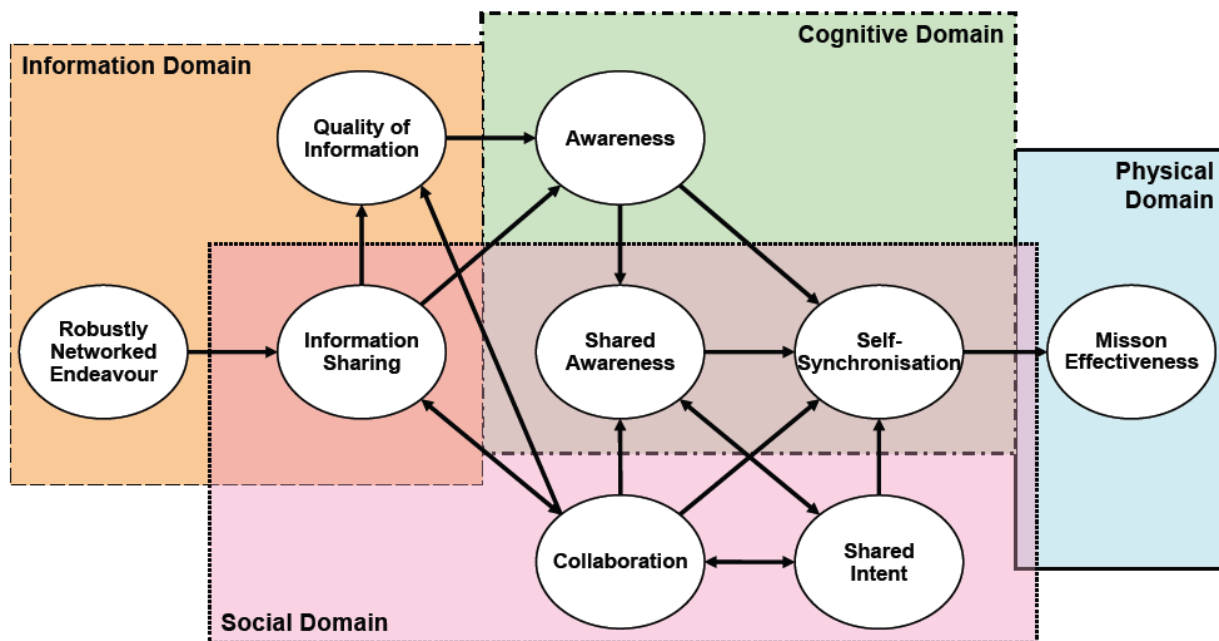 Cognitive Domain
Information Domain
Quality of
Information
Awareness
Physical
Domain
Robustly
Networked
Endeavour
Information
Sharing
Shared
Awareness
Self-
Synchronisation
Misson
Effectiveness
Collaboration
Shared
Intent
Social Domain